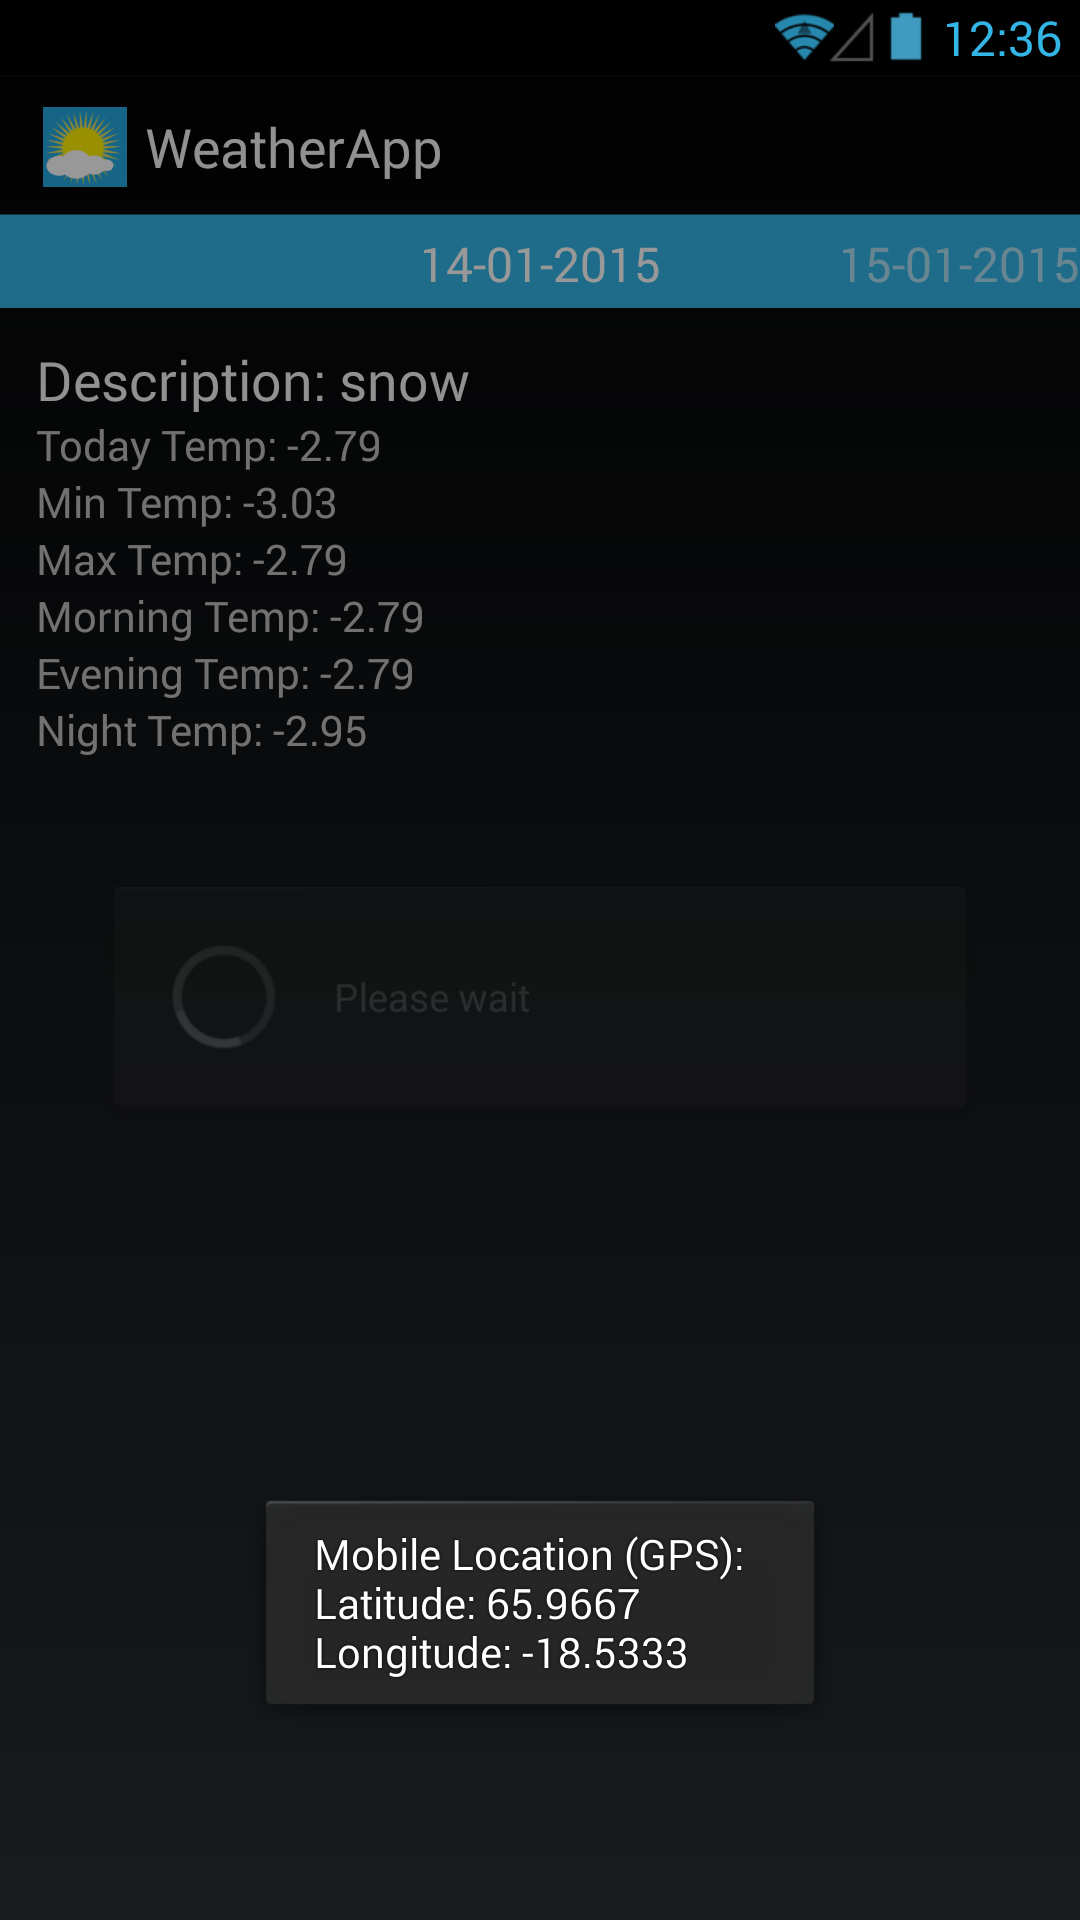 12:36
WeatherApp
14-01-2015 15-01-2015
Description: snow
Today Temp: -2.79
Min Temp: -3.03
Max Temp: -2.79
Morning Temp: -2.79
Evening Temp: -2.79
Night Temp: -2.95
Please wait
Mobile Location (GPS):
Latitude: 65.9667
Longitude: -18.5333